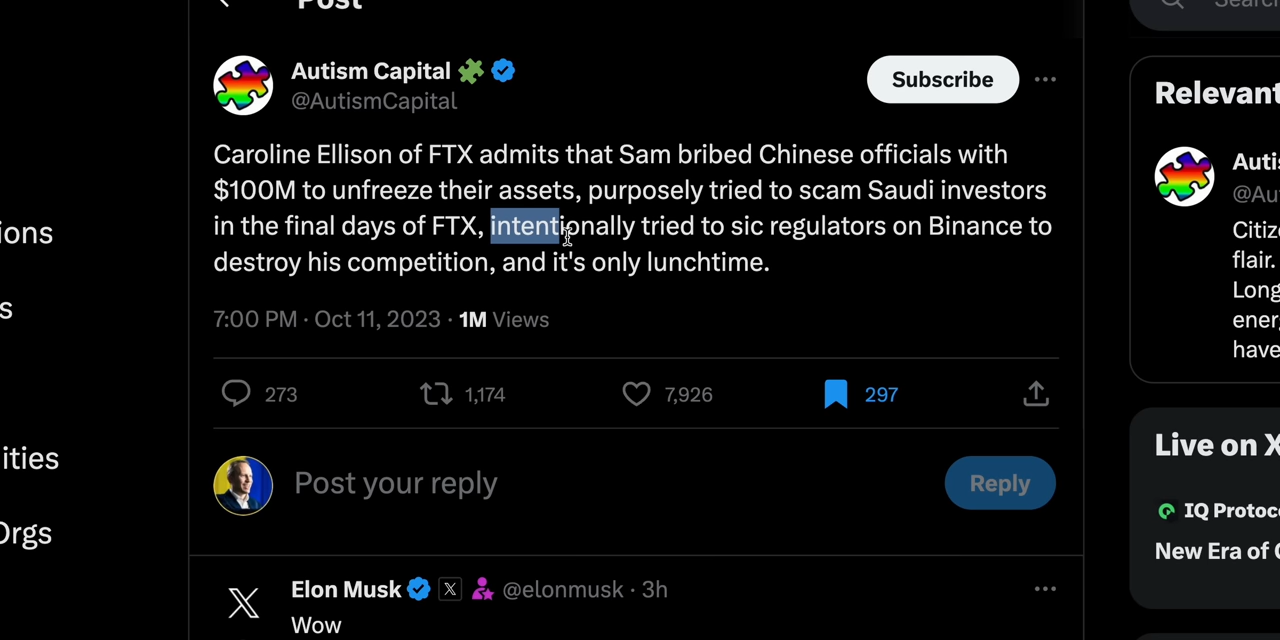 Post
Search
Autism Capital
@AutismCapital
Subscribe
Caroline Ellison of FTX admits that Sam bribed Chinese officials with
$100M to unfreeze their assets, purposely tried to scam Saudi investors
in the final days of FTX, intentionally tried to sic regulators on Binance to
destroy his competition, and it's only lunchtime.
7:00 PM · Oct 11, 2023 · 1M Views
273 1,174 7,926 297
Post your reply
Reply
Elon Musk X @elonmusk · 3h
Wow
ions
s
ities
Orgs
Relevant
Autis
@Au
Citize
flair.
Long
energ
have
Live on X
IQ Protoco
New Era of C